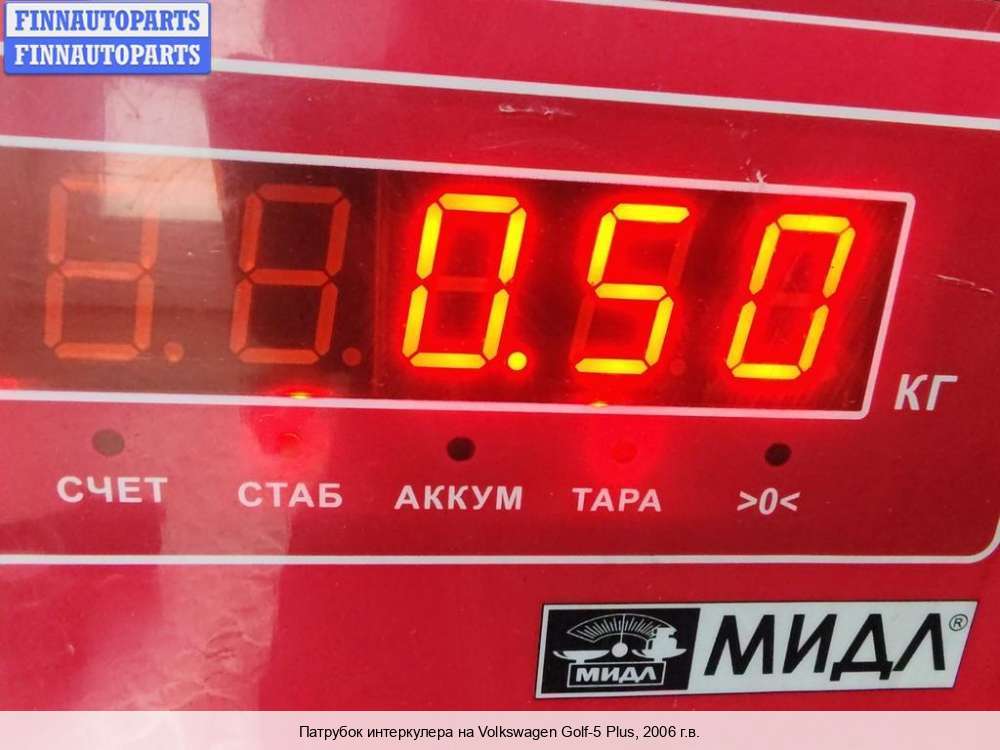 FINNAUTOPARTS
FINNAUTOPARTS
0.50
КГ
СЧЕТ СТАБ АККУМ ТАРА >0<
МИДЛ МИДЛ®
Патрубок интеркулера на Volkswagen Golf-5 Plus, 2006 г.в.